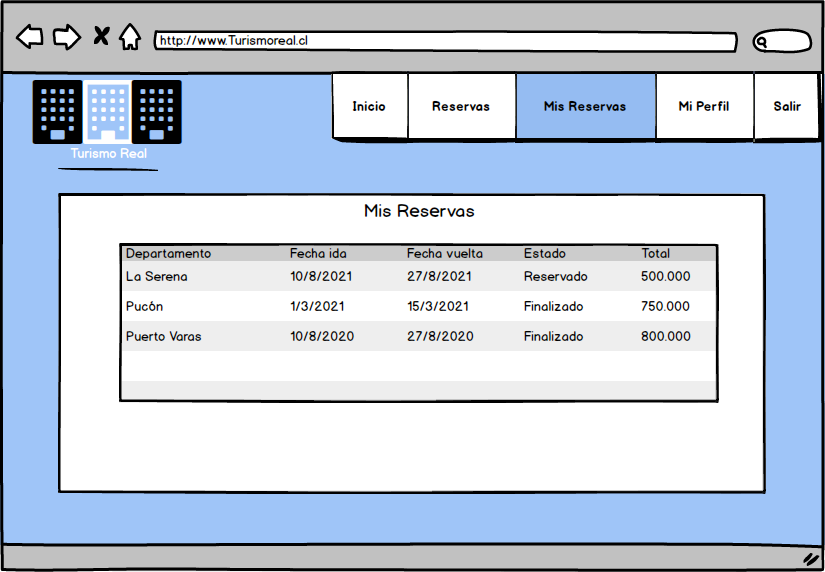 http://www.Turismoreal.cl
Inicio Reservas Mis Reservas Mi Perfil Salir
Turismo Real
Mis Reservas
Departamento Fecha ida Fecha vuelta Estado Total
La Serena 10/8/2021 27/8/2021 Reservado 500.000
Pucón 1/3/2021 15/3/2021 Finalizado 750.000
Puerto Varas 10/8/2020 27/8/2020 Finalizado 800.000